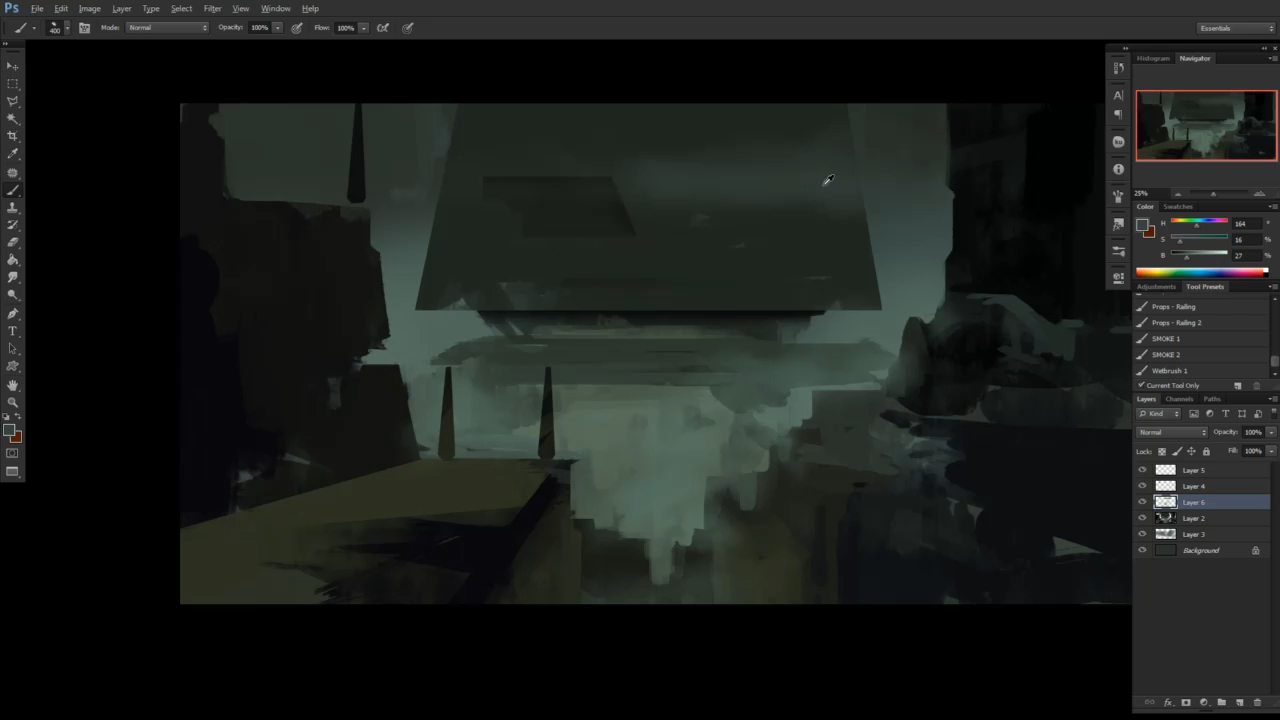 Ps File Edit Image Layer Type Select Filter View Window Help
400 Mode: Normal Opacity: 100% Flow: 100% Essentials
Histogram Navigator
25%
Color Swatches
H 164 °
S 16 %
B 27 %
Adjustments Tool Presets
Props - Railing
Props - Railing 2
SMOKE 1
SMOKE 2
Wetbrush 1
Current Tool Only
Layers Channels Paths
Kind
Normal Opacity: 100%
Lock: Fill: 100%
Layer 5
Layer 4
Layer 6
Layer 2
Layer 3
Background
fx